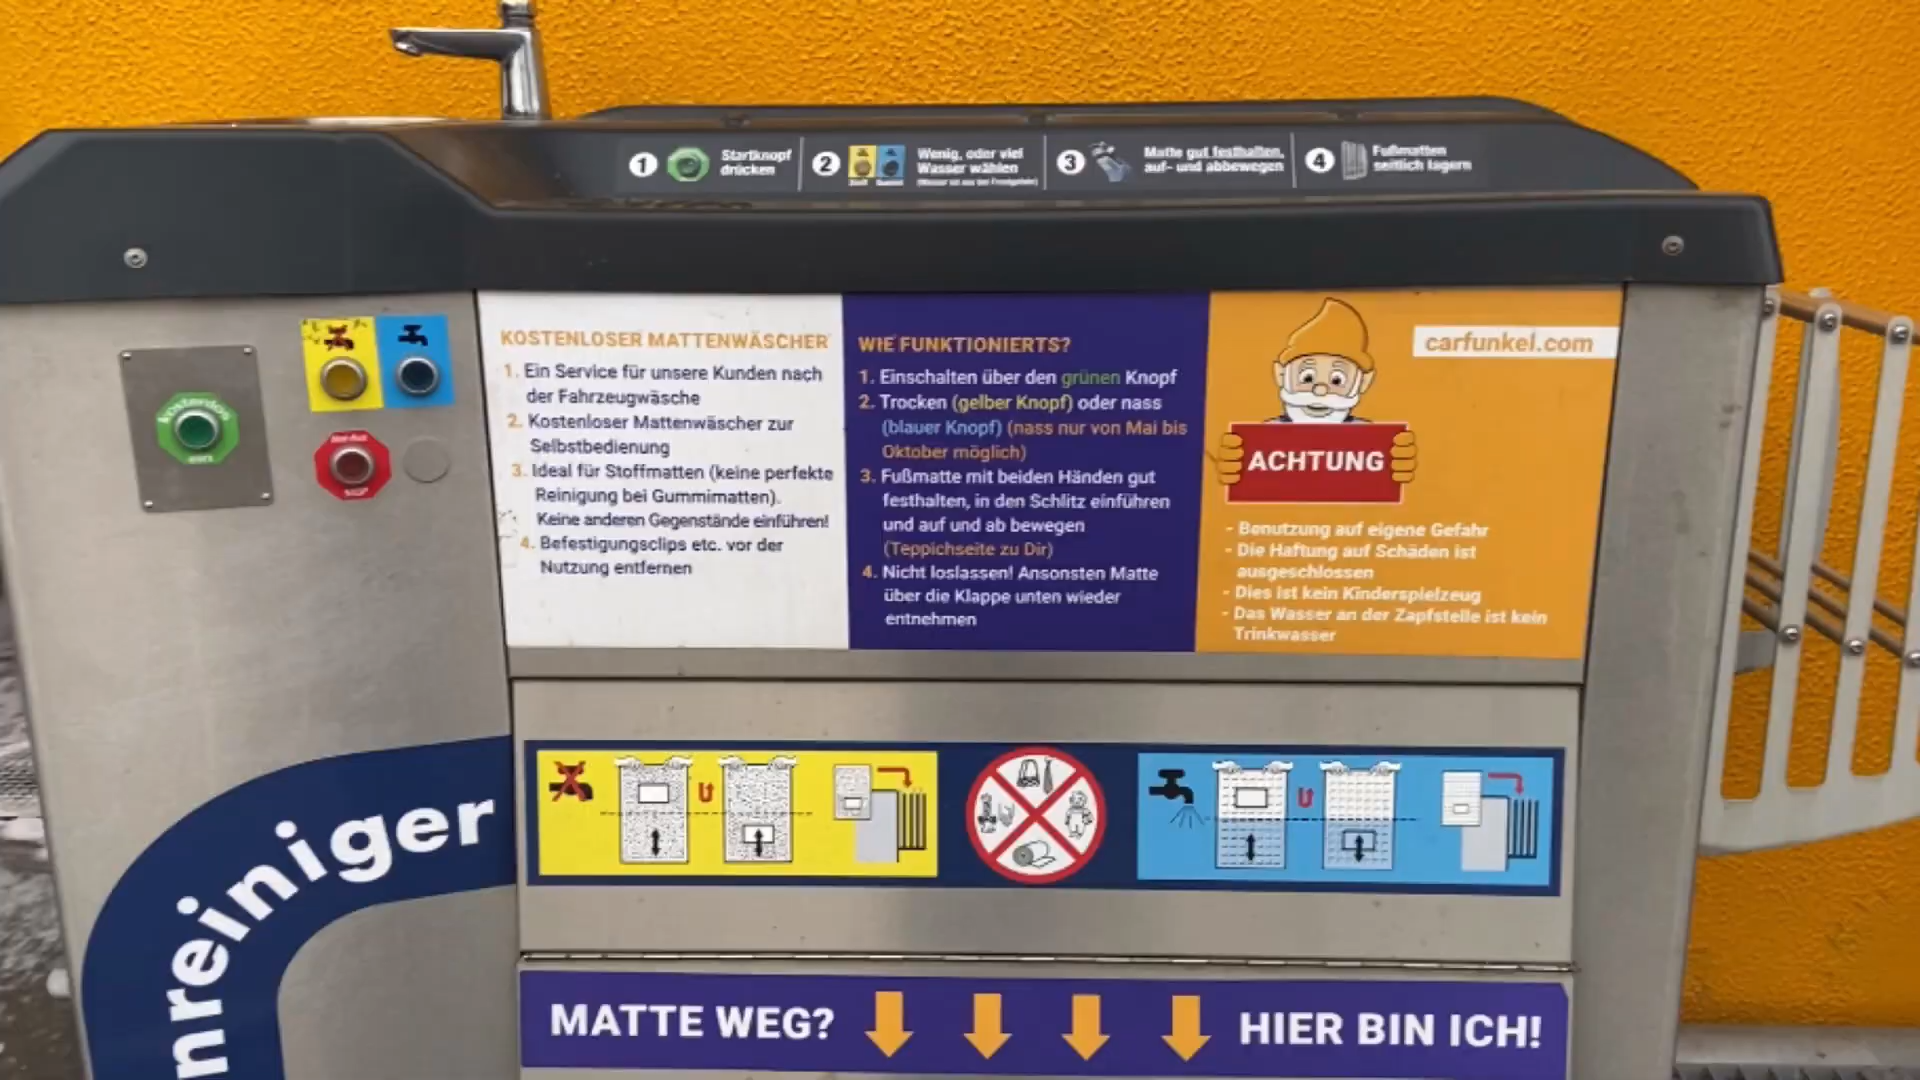 1 Startknopf
drücken
2 Wenig, oder viel
Wasser wählen
3 Matte gut festhalten,
auf- und abbewegen
4 Fußmatten
seitlich lagern
kostenlos
STOP
KOSTENLOSER MATTENWÄSCHER
1. Ein Service für unsere Kunden nach
der Fahrzeugwäsche
2. Kostenloser Mattenwäscher zur
Selbstbedienung
3. Ideal für Stoffmatten (keine perfekte
Reinigung bei Gummimatten).
Keine anderen Gegenstände einführen!
4. Befestigungsclips etc. vor der
Nutzung entfernen
WIE FUNKTIONIERTS?
1. Einschalten über den grünen Knopf
2. Trocken (gelber Knopf) oder nass
(blauer Knopf) (nass nur von Mai bis
Oktober möglich)
3. Fußmatte mit beiden Händen gut
festhalten, in den Schlitz einführen
und auf und ab bewegen
(Teppichseite zu Dir)
4. Nicht loslassen! Ansonsten Matte
über die Klappe unten wieder
entnehmen
carfunkel.com
ACHTUNG
- Benutzung auf eigene Gefahr
- Die Haftung auf Schäden ist
ausgeschlossen
- Dies ist kein Kinderspielzeug
- Das Wasser an der Zapfstelle ist kein
Trinkwasser
nreiniger
MATTE WEG? HIER BIN ICH!